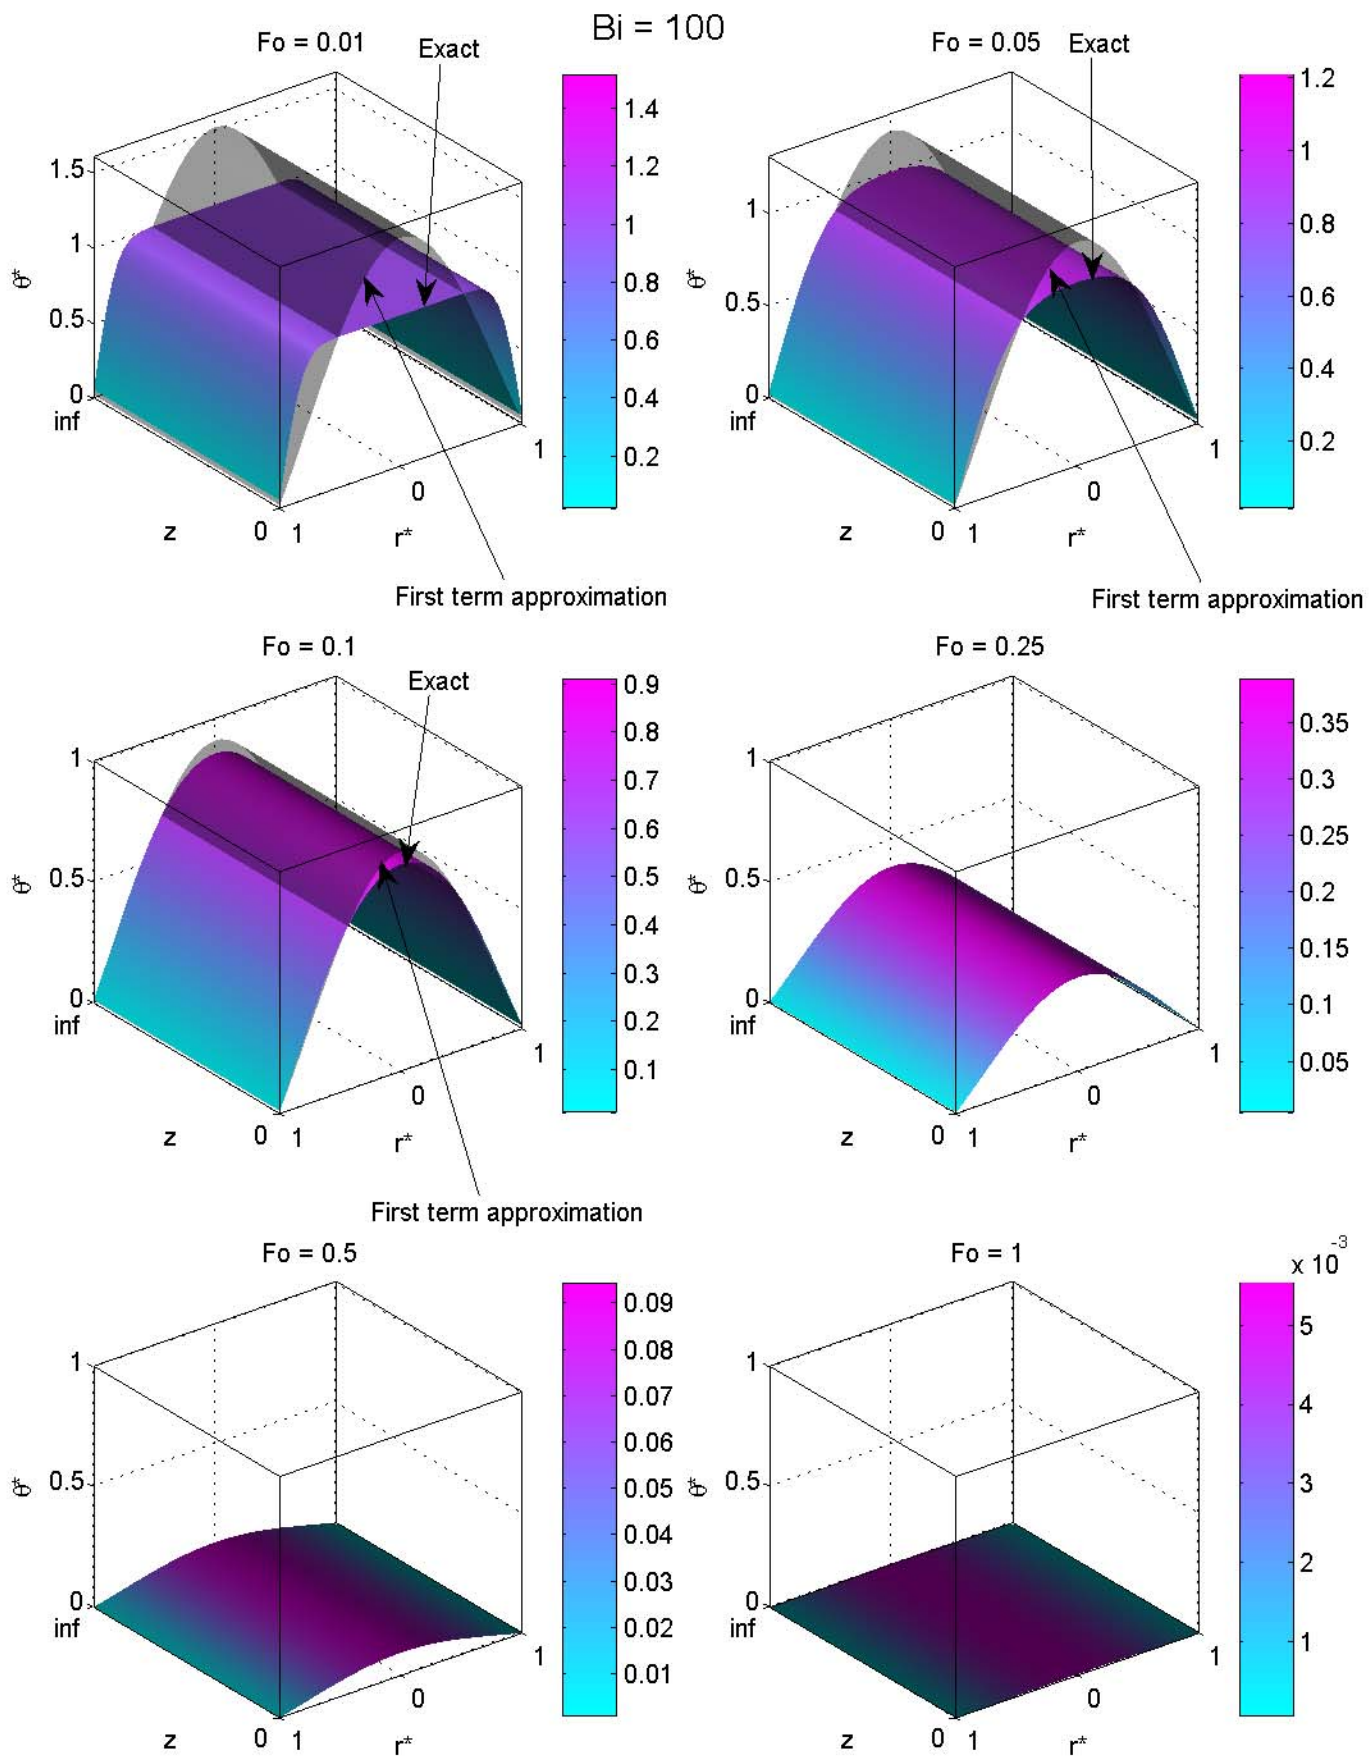 Bi = 100
Fo = 0.01
Exact
1.5
1
0.5
0
inf
θ*
z
0
1
r*
0
1
1.4
1.2
1
0.8
0.6
0.4
0.2
First term approximation
Fo = 0.05
Exact
1
0.5
0
inf
θ*
z
0
1
r*
0
1
1.2
1
0.8
0.6
0.4
0.2
First term approximation
Fo = 0.1
Exact
1
0.5
0
inf
θ*
z
0
1
r*
0
1
0.9
0.8
0.7
0.6
0.5
0.4
0.3
0.2
0.1
First term approximation
Fo = 0.25
1
0.5
0
inf
θ*
z
0
1
r*
0
1
0.35
0.3
0.25
0.2
0.15
0.1
0.05
Fo = 0.5
1
0.5
0
inf
θ*
z
0
1
r*
0
1
0.09
0.08
0.07
0.06
0.05
0.04
0.03
0.02
0.01
Fo = 1
x 10^-3
1
0.5
0
inf
θ*
z
0
1
r*
0
1
5
4
3
2
1